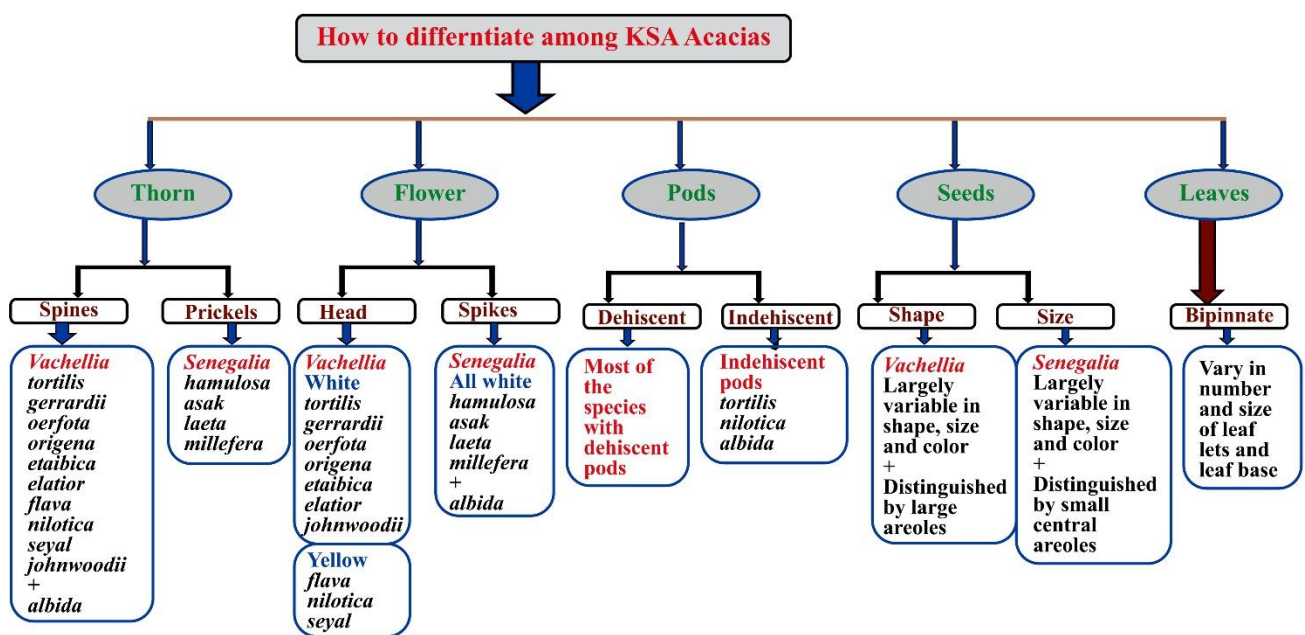 How to differntiate among KSA Acacias
Thorn
Flower
Pods
Seeds
Leaves
Spines
Prickels
Head
Spikes
Dehiscent
Indehiscent
Shape
Size
Bipinnate
Vachellia
tortilis
gerrardii
oerfota
origena
etaibica
elatior
flava
nilotica
seyal
johnwoodii
+
albida
Senegalia
hamulosa
asak
laeta
millefera
Vachellia
White
tortilis
gerrardii
oerfota
origena
etaibica
elatior
johnwoodii
Yellow
flava
nilotica
seyal
Senegalia
All white
hamulosa
asak
laeta
millefera
+
albida
Most of
the
species
with
dehiscent
pods
Indehiscent
pods
tortilis
nilotica
albida
Vachellia
Largely
variable in
shape, size
and color
+
Distinguished
by large
areoles
Senegalia
Largely
variable in
shape, size
and color
+
Distinguished
by small
central
areoles
Vary in
number
and size
of leaf
lets and
leaf base